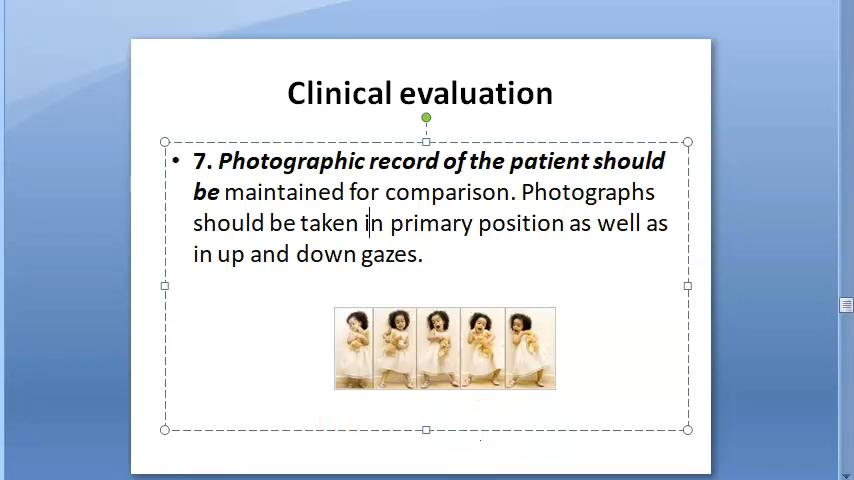 Clinical evaluation
• 7. Photographic record of the patient should
be maintained for comparison. Photographs
should be taken in primary position as well as
in up and down gazes.